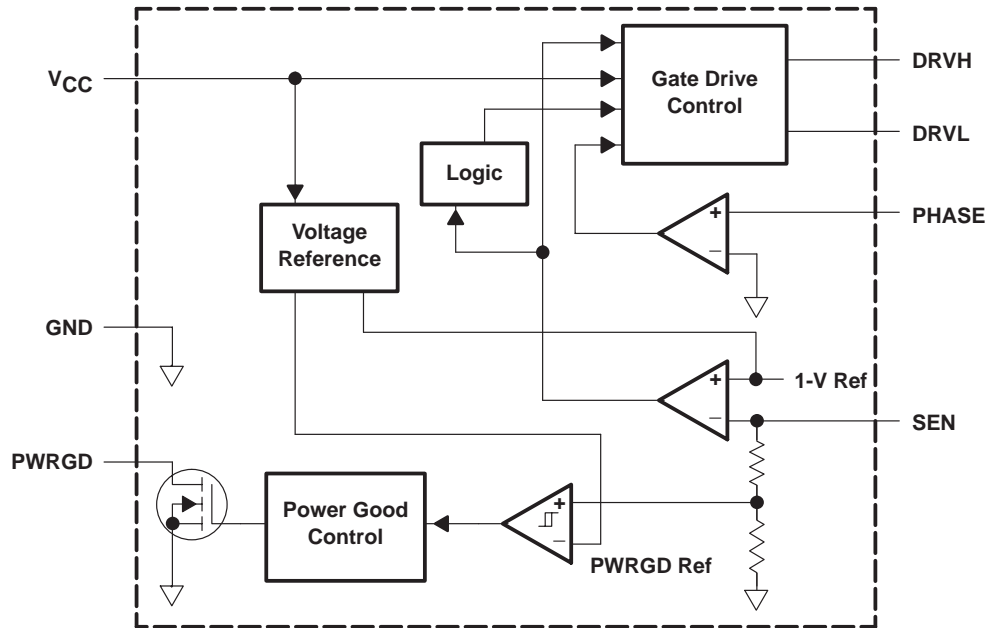 VCC
GND
PWRGD
Gate Drive
Control
Logic
Voltage
Reference
DRVH
DRVL
+
–
PHASE
+
–
1-V Ref
SEN
Power Good
Control
+
–
PWRGD Ref